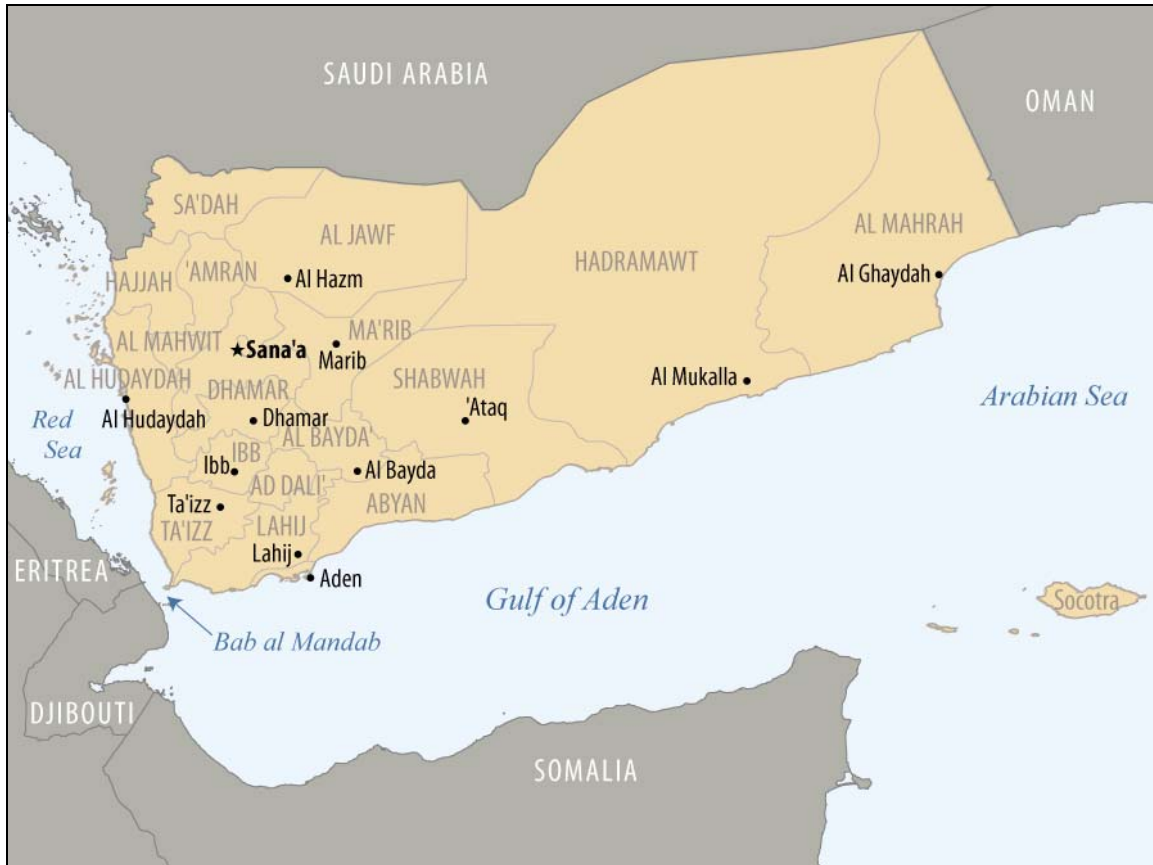 SAUDI ARABIA
OMAN
SA'DAH
AL JAWF
AL MAHRAH
HADRAMAWT
'AMRAN
HAJJAH
Al Hazm
Al Ghaydah
MA'RIB
AL MAHWIT
Sana'a
Marib
AL HUDAYDAH
DHAMAR
SHABWAH
Al Mukalla
Arabian Sea
Red
Sea
Al Hudaydah
Dhamar
'Ataq
AL BAYDA'
IBB
Ibb
Al Bayda
AD DALI'
ABYAN
Ta'izz
TA'IZZ
LAHIJ
Lahij
Aden
ERITREA
Gulf of Aden
Socotra
Bab al Mandab
DJIBOUTI
SOMALIA